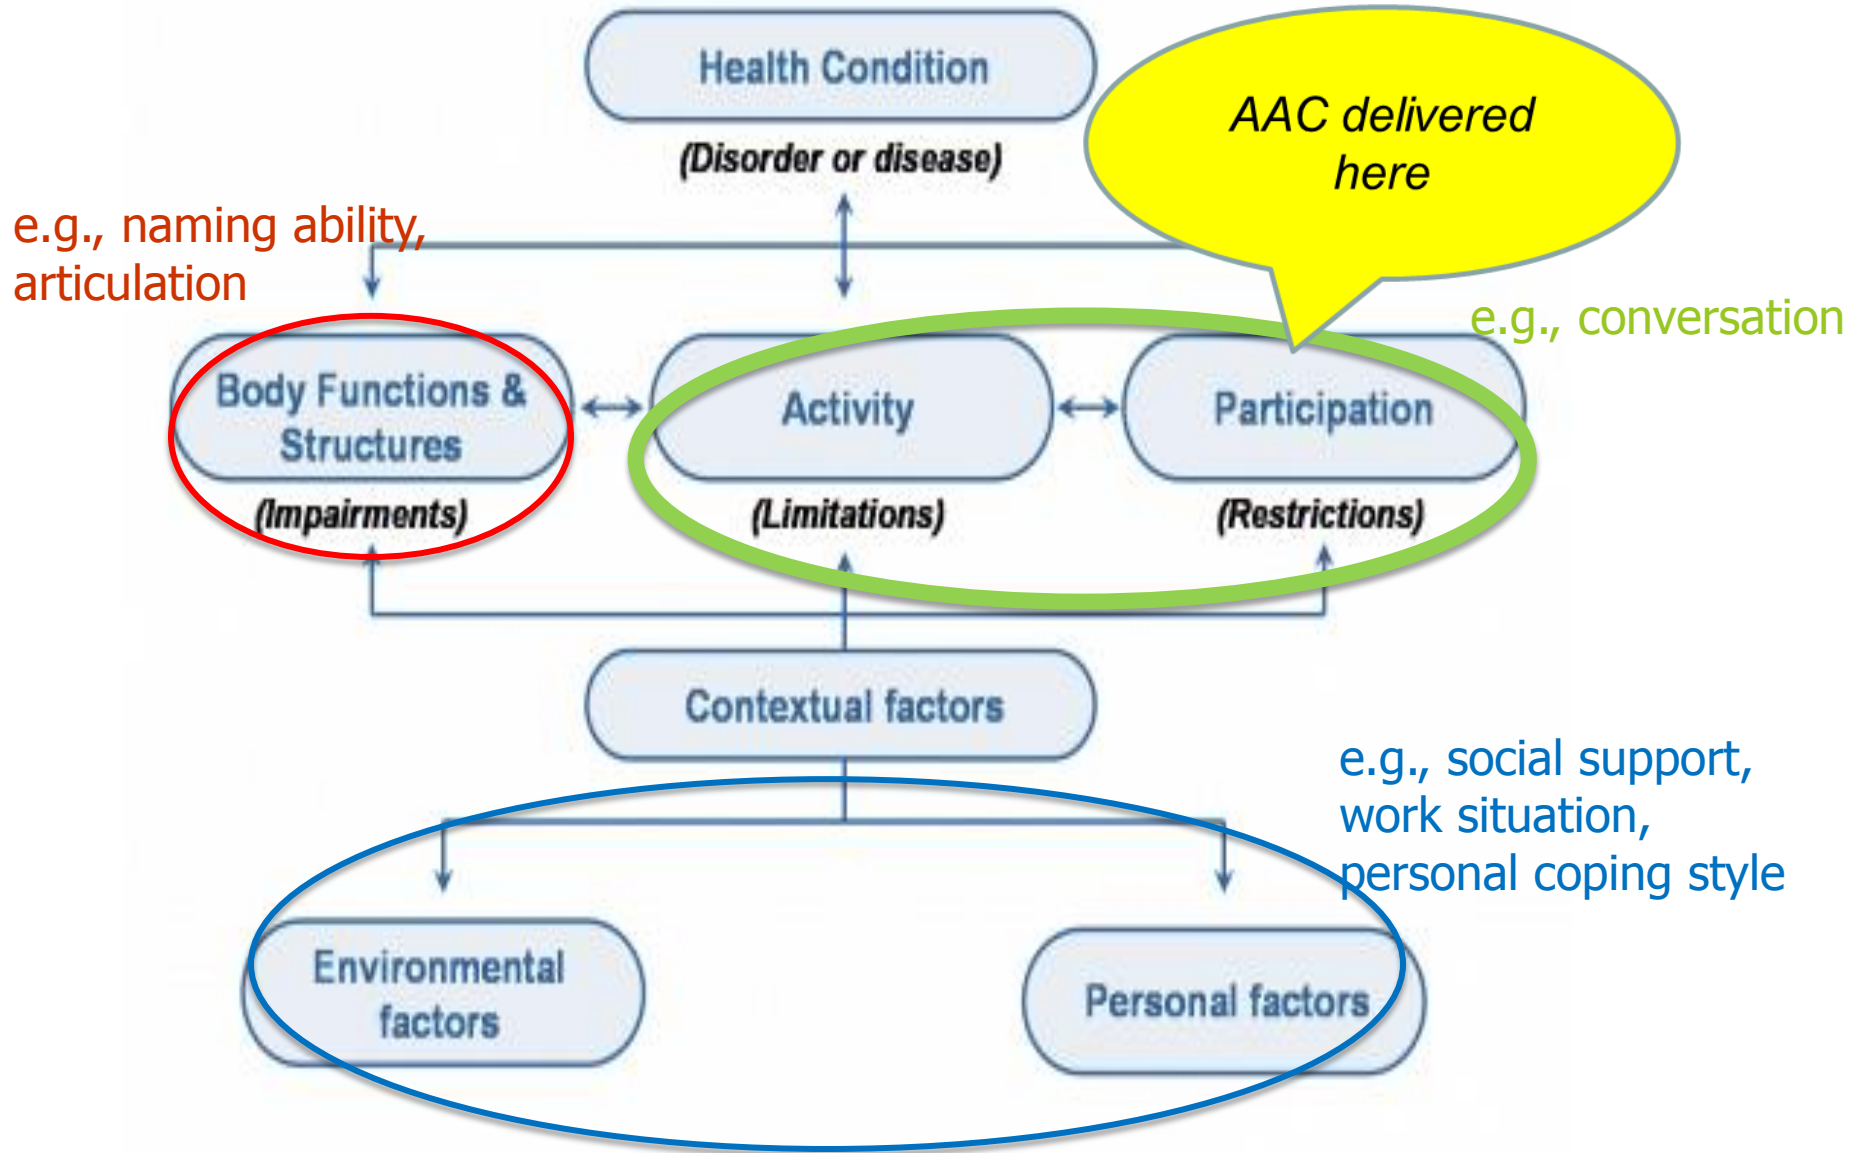 Health Condition
(Disorder or disease)
AAC delivered
here
e.g., naming ability,
articulation
e.g., conversation
Body Functions &
Structures
(Impairments)
Activity
(Limitations)
Participation
(Restrictions)
Contextual factors
e.g., social support,
work situation,
personal coping style
Environmental
factors
Personal factors